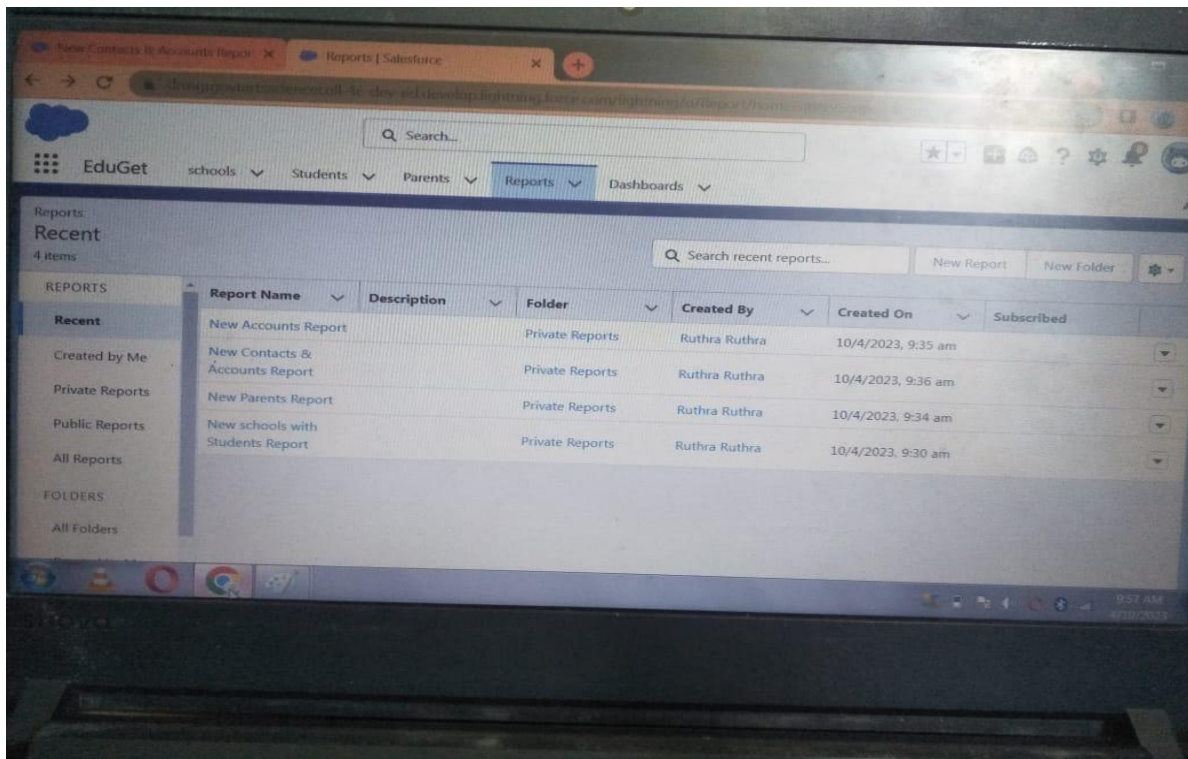 New Contacts & Accounts Repor
Reports | Salesforce
Search...
EduGet
schools
Students
Parents
Reports
Dashboards
Reports
Recent
4 items
Search recent reports...
New Report
New Folder
REPORTS
Recent
Created by Me
Private Reports
Public Reports
All Reports
FOLDERS
All Folders
Report Name Description Folder Created By Created On Subscribed
New Accounts Report Private Reports Ruthra Ruthra 10/4/2023, 9:35 am
New Contacts &
Accounts Report Private Reports Ruthra Ruthra 10/4/2023, 9:36 am
New Parents Report Private Reports Ruthra Ruthra 10/4/2023, 9:34 am
New schools with
Students Report Private Reports Ruthra Ruthra 10/4/2023, 9:30 am
9:57 AM